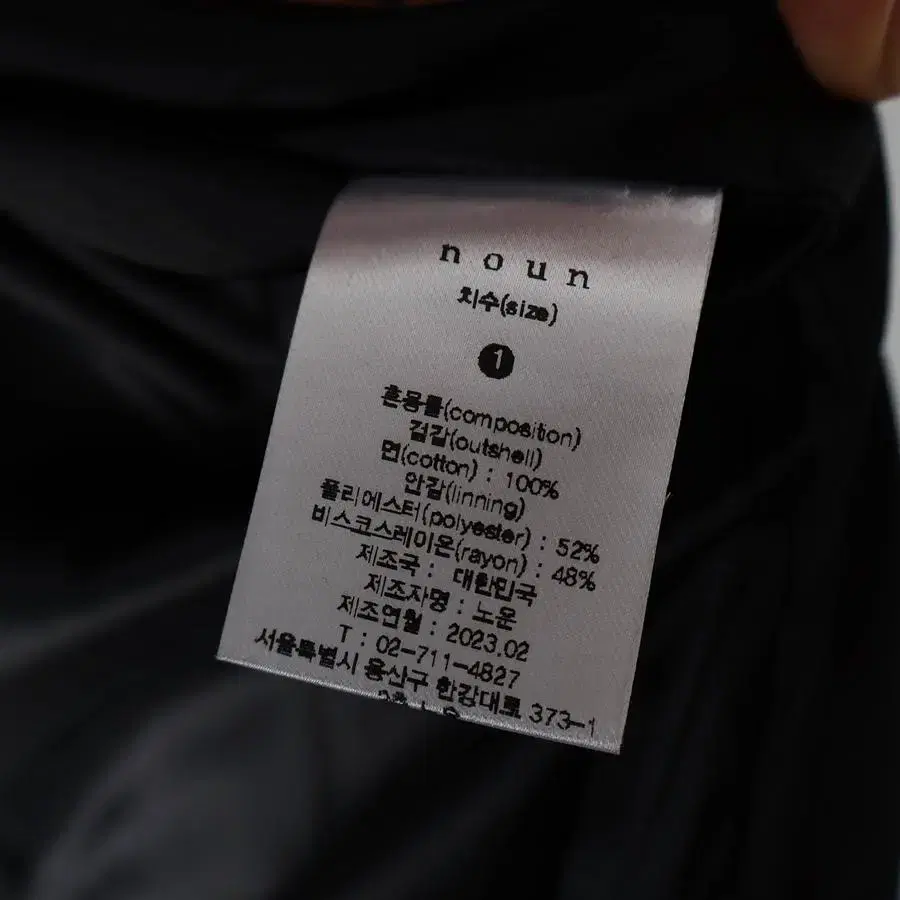 noun
치수(size)
1
혼용률(composition)
겉감(outshell)
면(cotton) : 100%
안감(linning)
폴리에스터(polyester) : 52%
비스코스레이온(rayon) : 48%
제조국 : 대한민국
제조자명 : 노운
제조연월 : 2023.02
T : 02-711-4827
서울특별시 용산구 한강대로 373-1